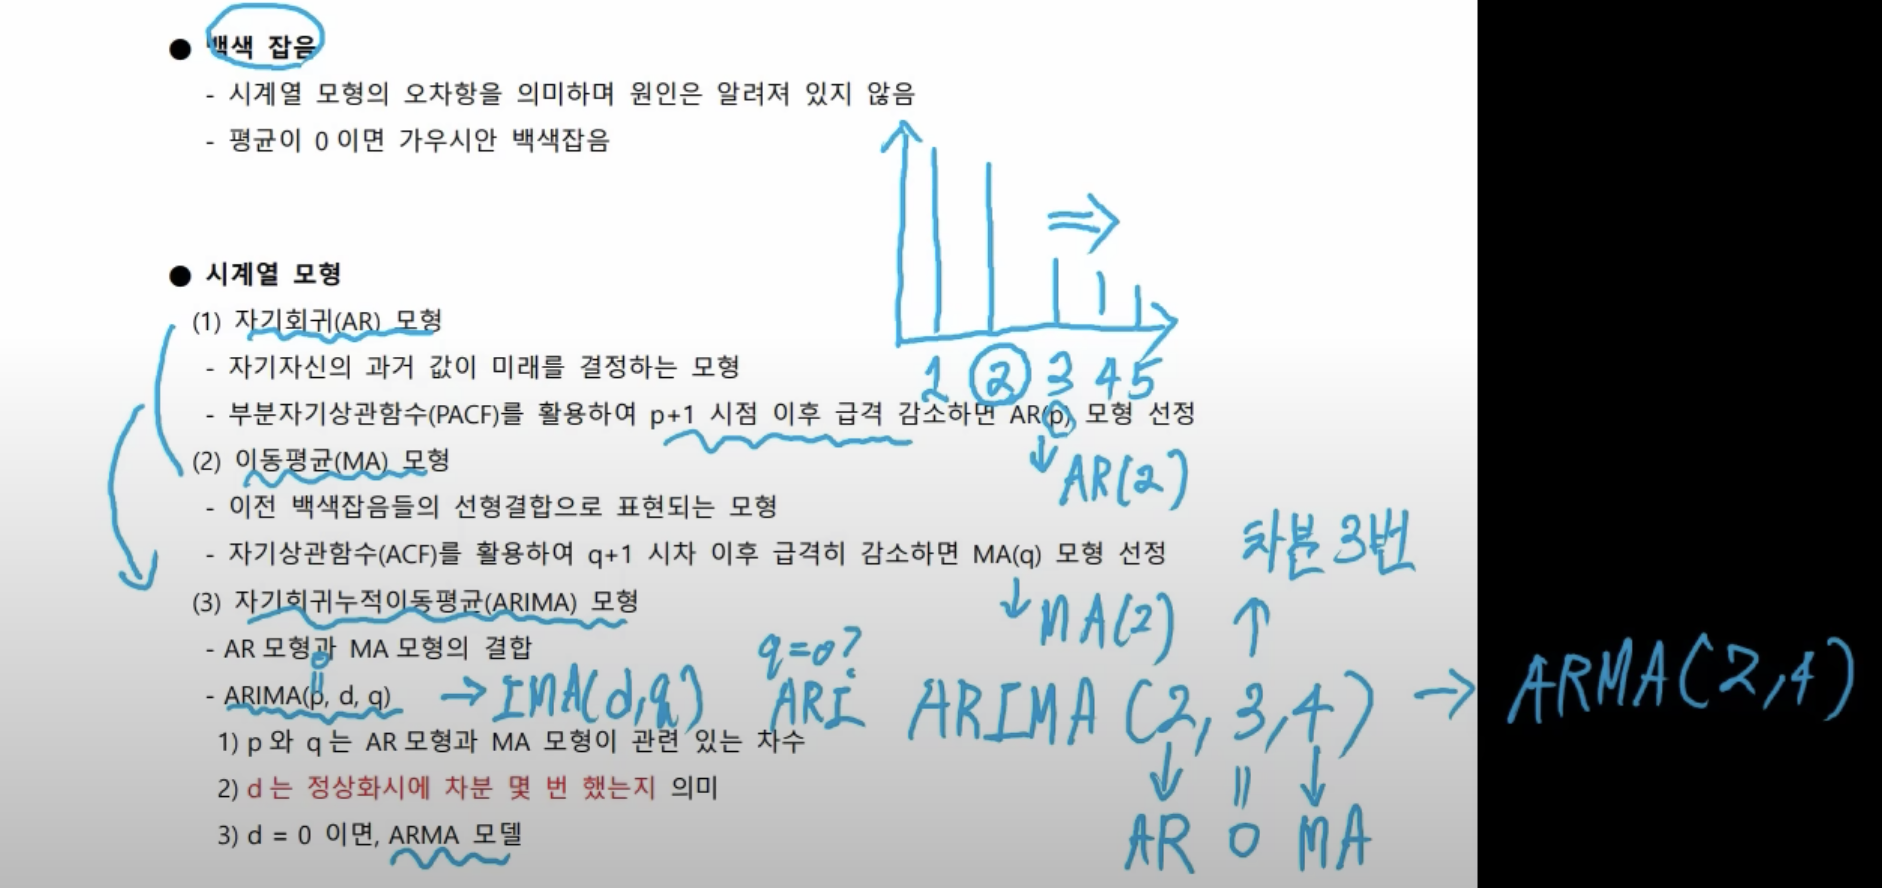 ● 백색 잡음
- 시계열 모형의 오차항을 의미하며 원인은 알려져 있지 않음
- 평균이 0 이면 가우시안 백색잡음
● 시계열 모형
(1) 자기회귀(AR) 모형
- 자기자신의 과거 값이 미래를 결정하는 모형
1 2 3 4 5
- 부분자기상관함수(PACF)를 활용하여 p+1 시점 이후 급격 감소하면 AR(p) 모형 선정
(2) 이동평균(MA) 모형
AR(2)
- 이전 백색잡음들의 선형결합으로 표현되는 모형
- 자기상관함수(ACF)를 활용하여 q+1 시차 이후 급격히 감소하면 MA(q) 모형 선정
차분 3번
(3) 자기회귀누적이동평균(ARIMA) 모형
MA(2)
- AR 모형과 MA 모형의 결합
q=0?
0
- ARIMA(p, d, q) → IMA(d,q) ARI ARIMA (2, 3, 4) → ARMA(2,4)
1) p 와 q 는 AR 모형과 MA 모형이 관련 있는 차수
2) d 는 정상화시에 차분 몇 번 했는지 의미
3) d = 0 이면, ARMA 모델
AR 0 MA